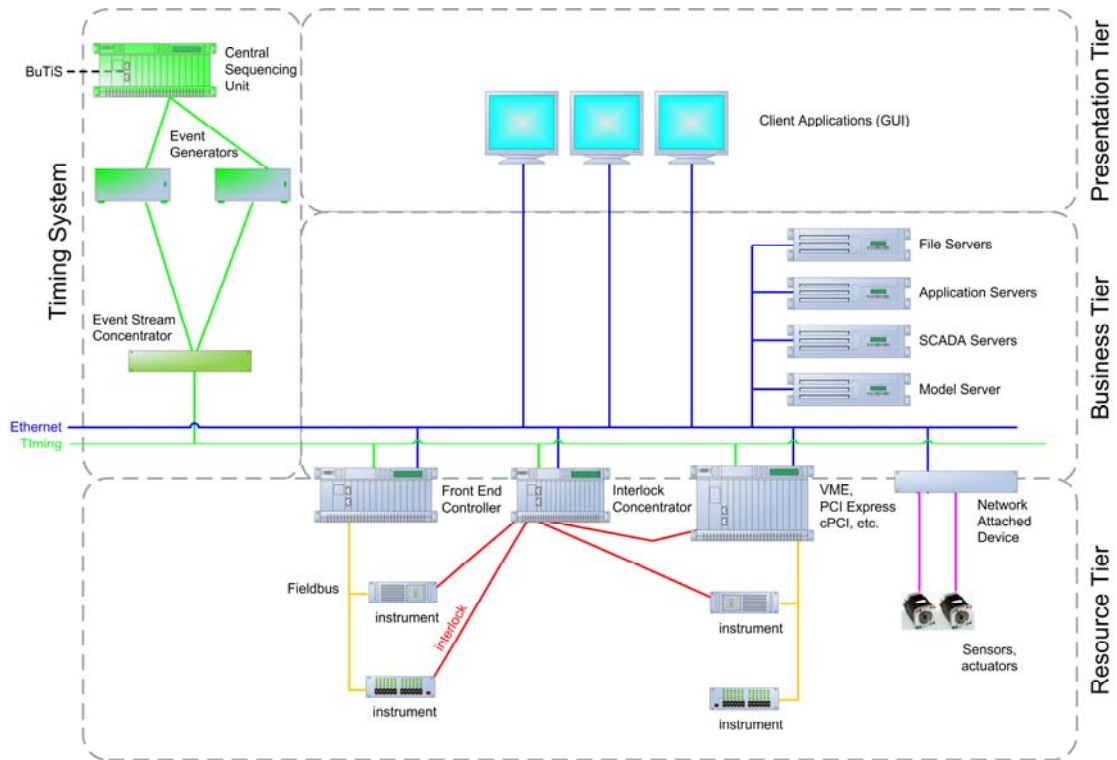 Presentation Tier
BuTiS
Central
Sequencing
Unit
Event
Generators
Client Applications (GUI)
Timing System
Event Stream
Concentrator
File Servers
Application Servers
SCADA Servers
Model Server
Business Tier
Ethernet
TIming
Front End
Controller
Interlock
Concentrator
VME,
PCI Express
cPCI, etc.
Network
Attached
Device
Fieldbus
instrument
interlock
instrument
instrument
instrument
Sensors,
actuators
Resource Tier